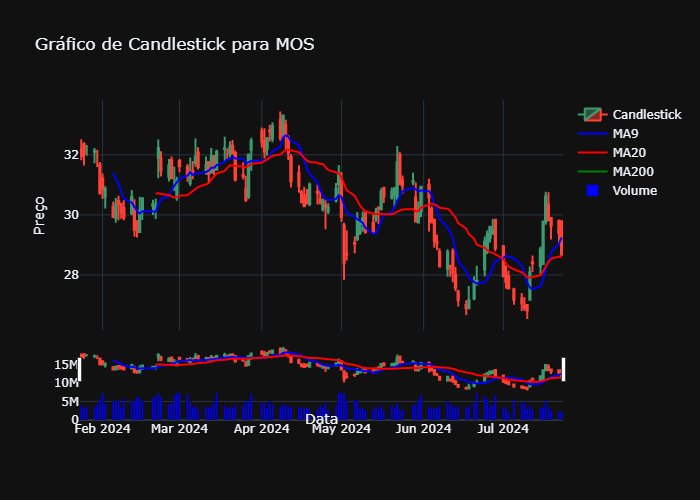 Gráfico de Candlestick para MOS
Candlestick
MA9
MA20
MA200
Volume
Preço
32
30
28
15M
10M
5M
0
Data
Feb 2024
Mar 2024
Apr 2024
May 2024
Jun 2024
Jul 2024